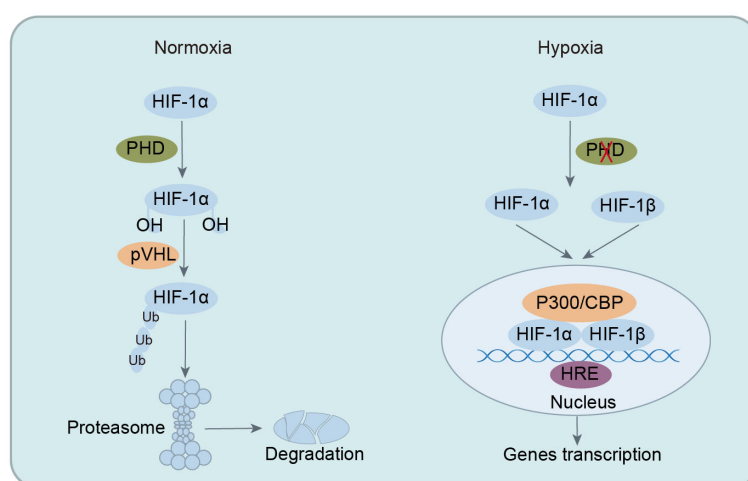 Normoxia
HIF-1α
PHD
HIF-1α
OH
OH
pVHL
HIF-1α
Ub
Ub
Ub
Proteasome
Degradation
Hypoxia
HIF-1α
PHD
HIF-1α
HIF-1β
P300/CBP
HIF-1α
HIF-1β
HRE
Nucleus
Genes transcription